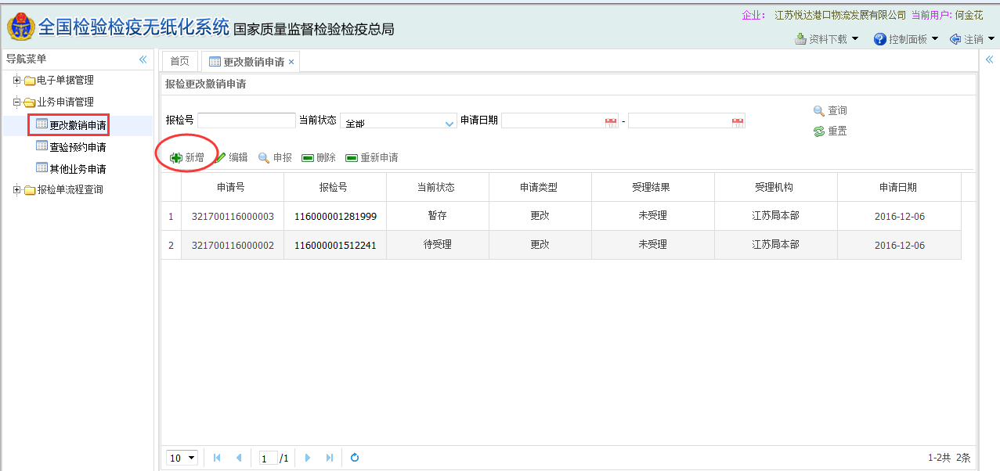 企业： 江苏悦达港口物流发展有限公司 当前用户: 何金花
全国检验检疫无纸化系统 国家质量监督检验检疫总局
资料下载 控制面板 注销
导航菜单
电子单据管理
业务申请管理
更改撤销申请
查验预约申请
其他业务申请
报检单流程查询
首页 更改撤销申请 ×
报检更改撤销申请
报检号 当前状态 全部 申请日期 -
查询
重置
新增 编辑 申报 删除 重新申请
申请号 报检号 当前状态 申请类型 受理结果 受理机构 申请日期
1 321700116000003 116000001281999 暂存 更改 未受理 江苏局本部 2016-12-06
2 321700116000002 116000001512241 待受理 更改 未受理 江苏局本部 2016-12-06
10 1 /1 1-2共 2条